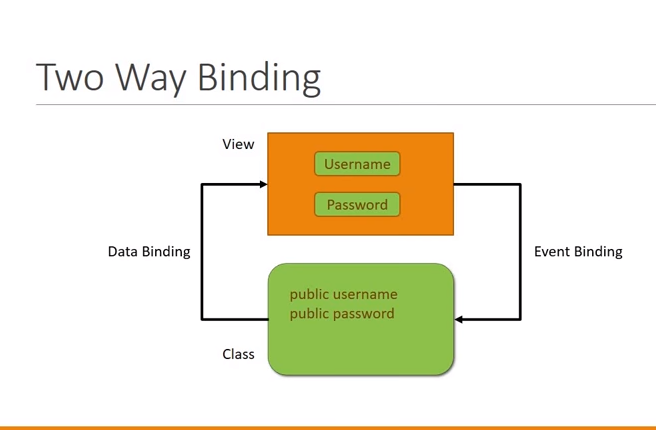 Two Way Binding
View
Username
Password
Data Binding
Event Binding
public username
public password
Class